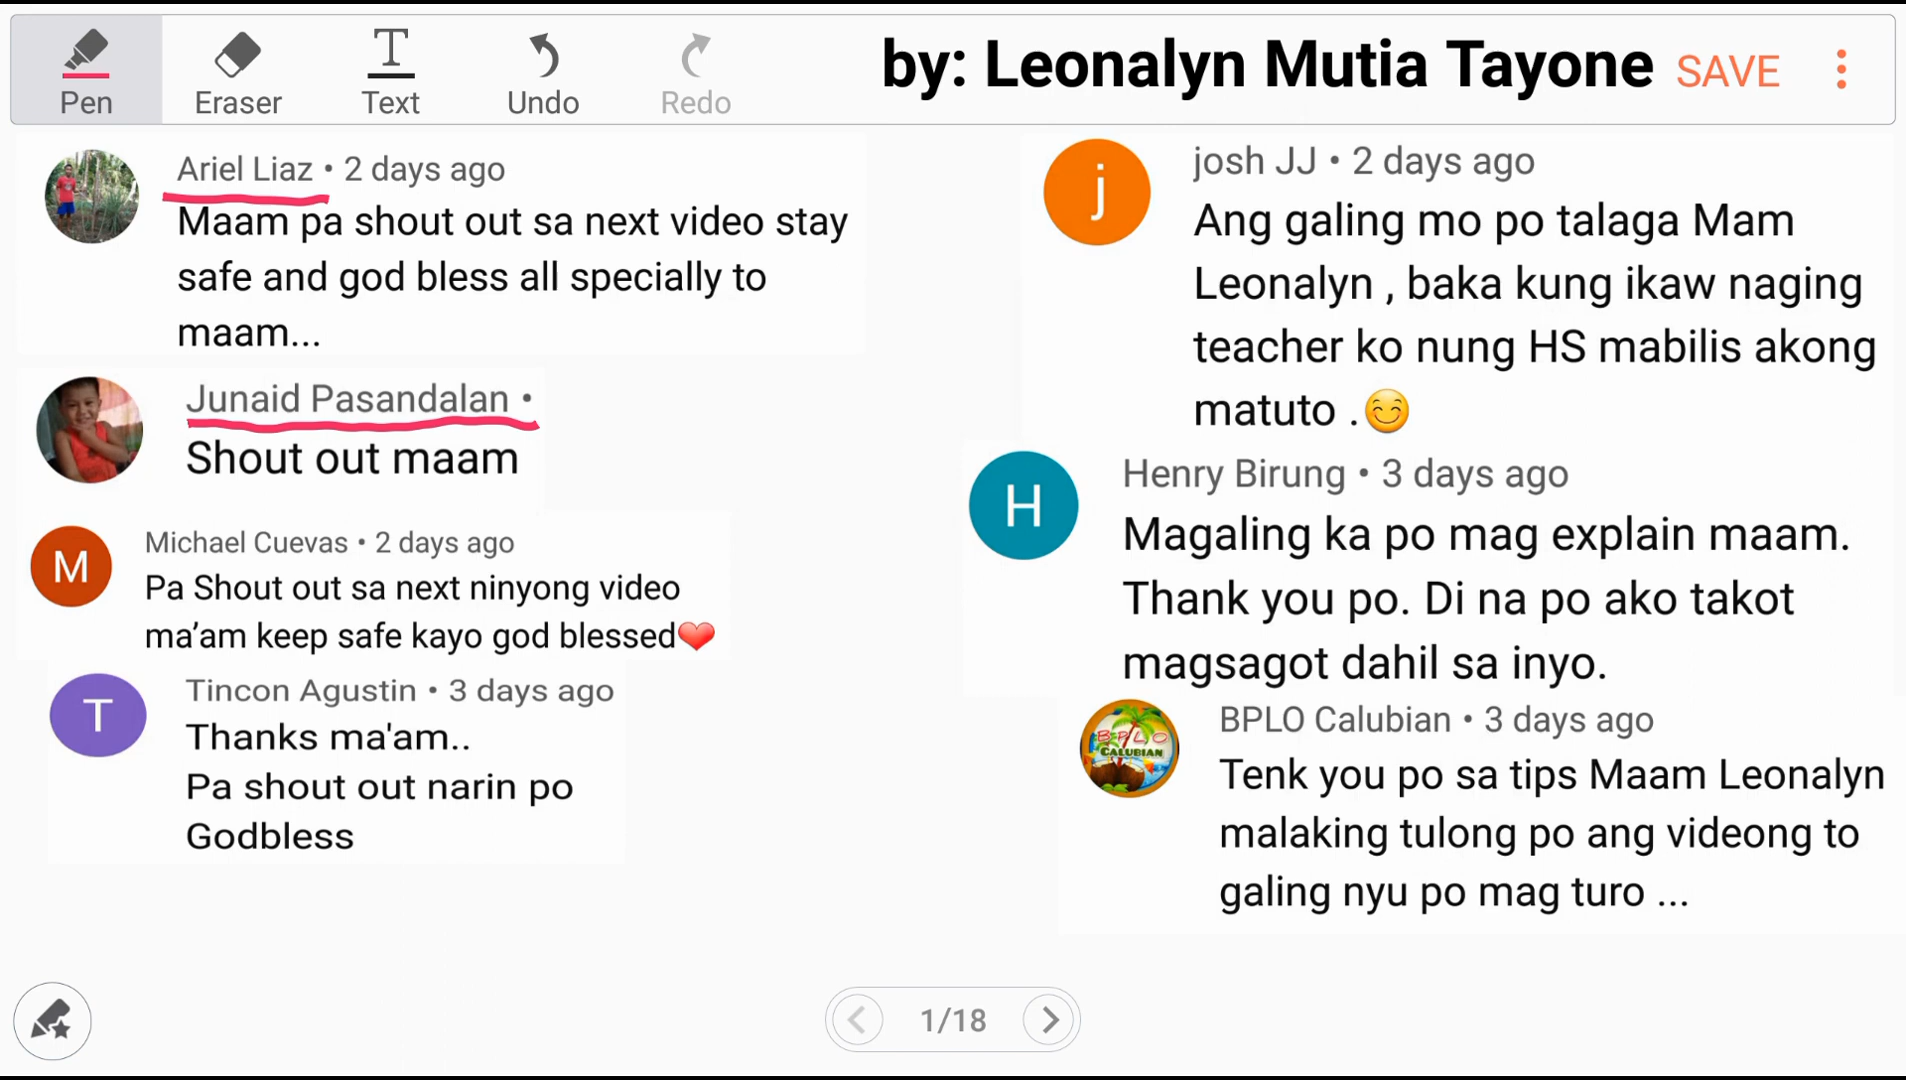 Pen
Eraser
Text
Undo
Redo
by: Leonalyn Mutia Tayone
SAVE
Ariel Liaz • 2 days ago
Maam pa shout out sa next video stay
safe and god bless all specially to
maam...
Junaid Pasandalan •
Shout out maam
M
Michael Cuevas • 2 days ago
Pa Shout out sa next ninyong video
ma'am keep safe kayo god blessed❤
T
Tincon Agustin • 3 days ago
Thanks ma'am..
Pa shout out narin po
Godbless
j
josh JJ • 2 days ago
Ang galing mo po talaga Mam
Leonalyn , baka kung ikaw naging
teacher ko nung HS mabilis akong
matuto .😊
H
Henry Birung • 3 days ago
Magaling ka po mag explain maam.
Thank you po. Di na po ako takot
magsagot dahil sa inyo.
BPLO
CALUBIAN
BPLO Calubian • 3 days ago
Tenk you po sa tips Maam Leonalyn
malaking tulong po ang videong to
galing nyu po mag turo ...
1/18